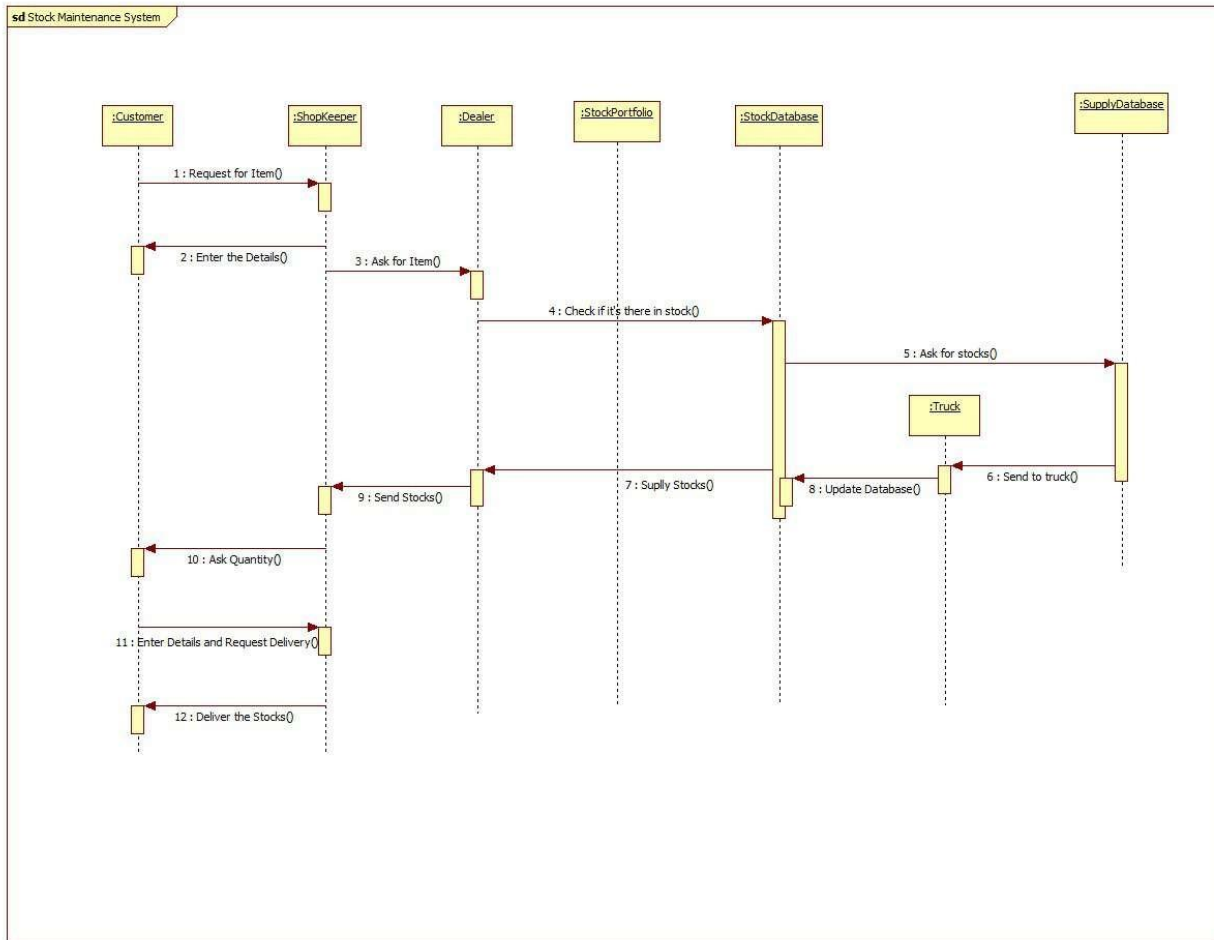 sd Stock Maintenance System
:SupplyDatabase
:Customer
:ShopKeeper
:Dealer
:StockPortfolio
:StockDatabase
1 : Request for Item()
2 : Enter the Details()
3 : Ask for Item()
4 : Check if it's there in stock()
5 : Ask for stocks()
:Truck
6 : Send to truck()
7 : Suplly Stocks()
8 : Update Database()
9 : Send Stocks()
10 : Ask Quantity()
11 : Enter Details and Request Delivery()
12 : Deliver the Stocks()